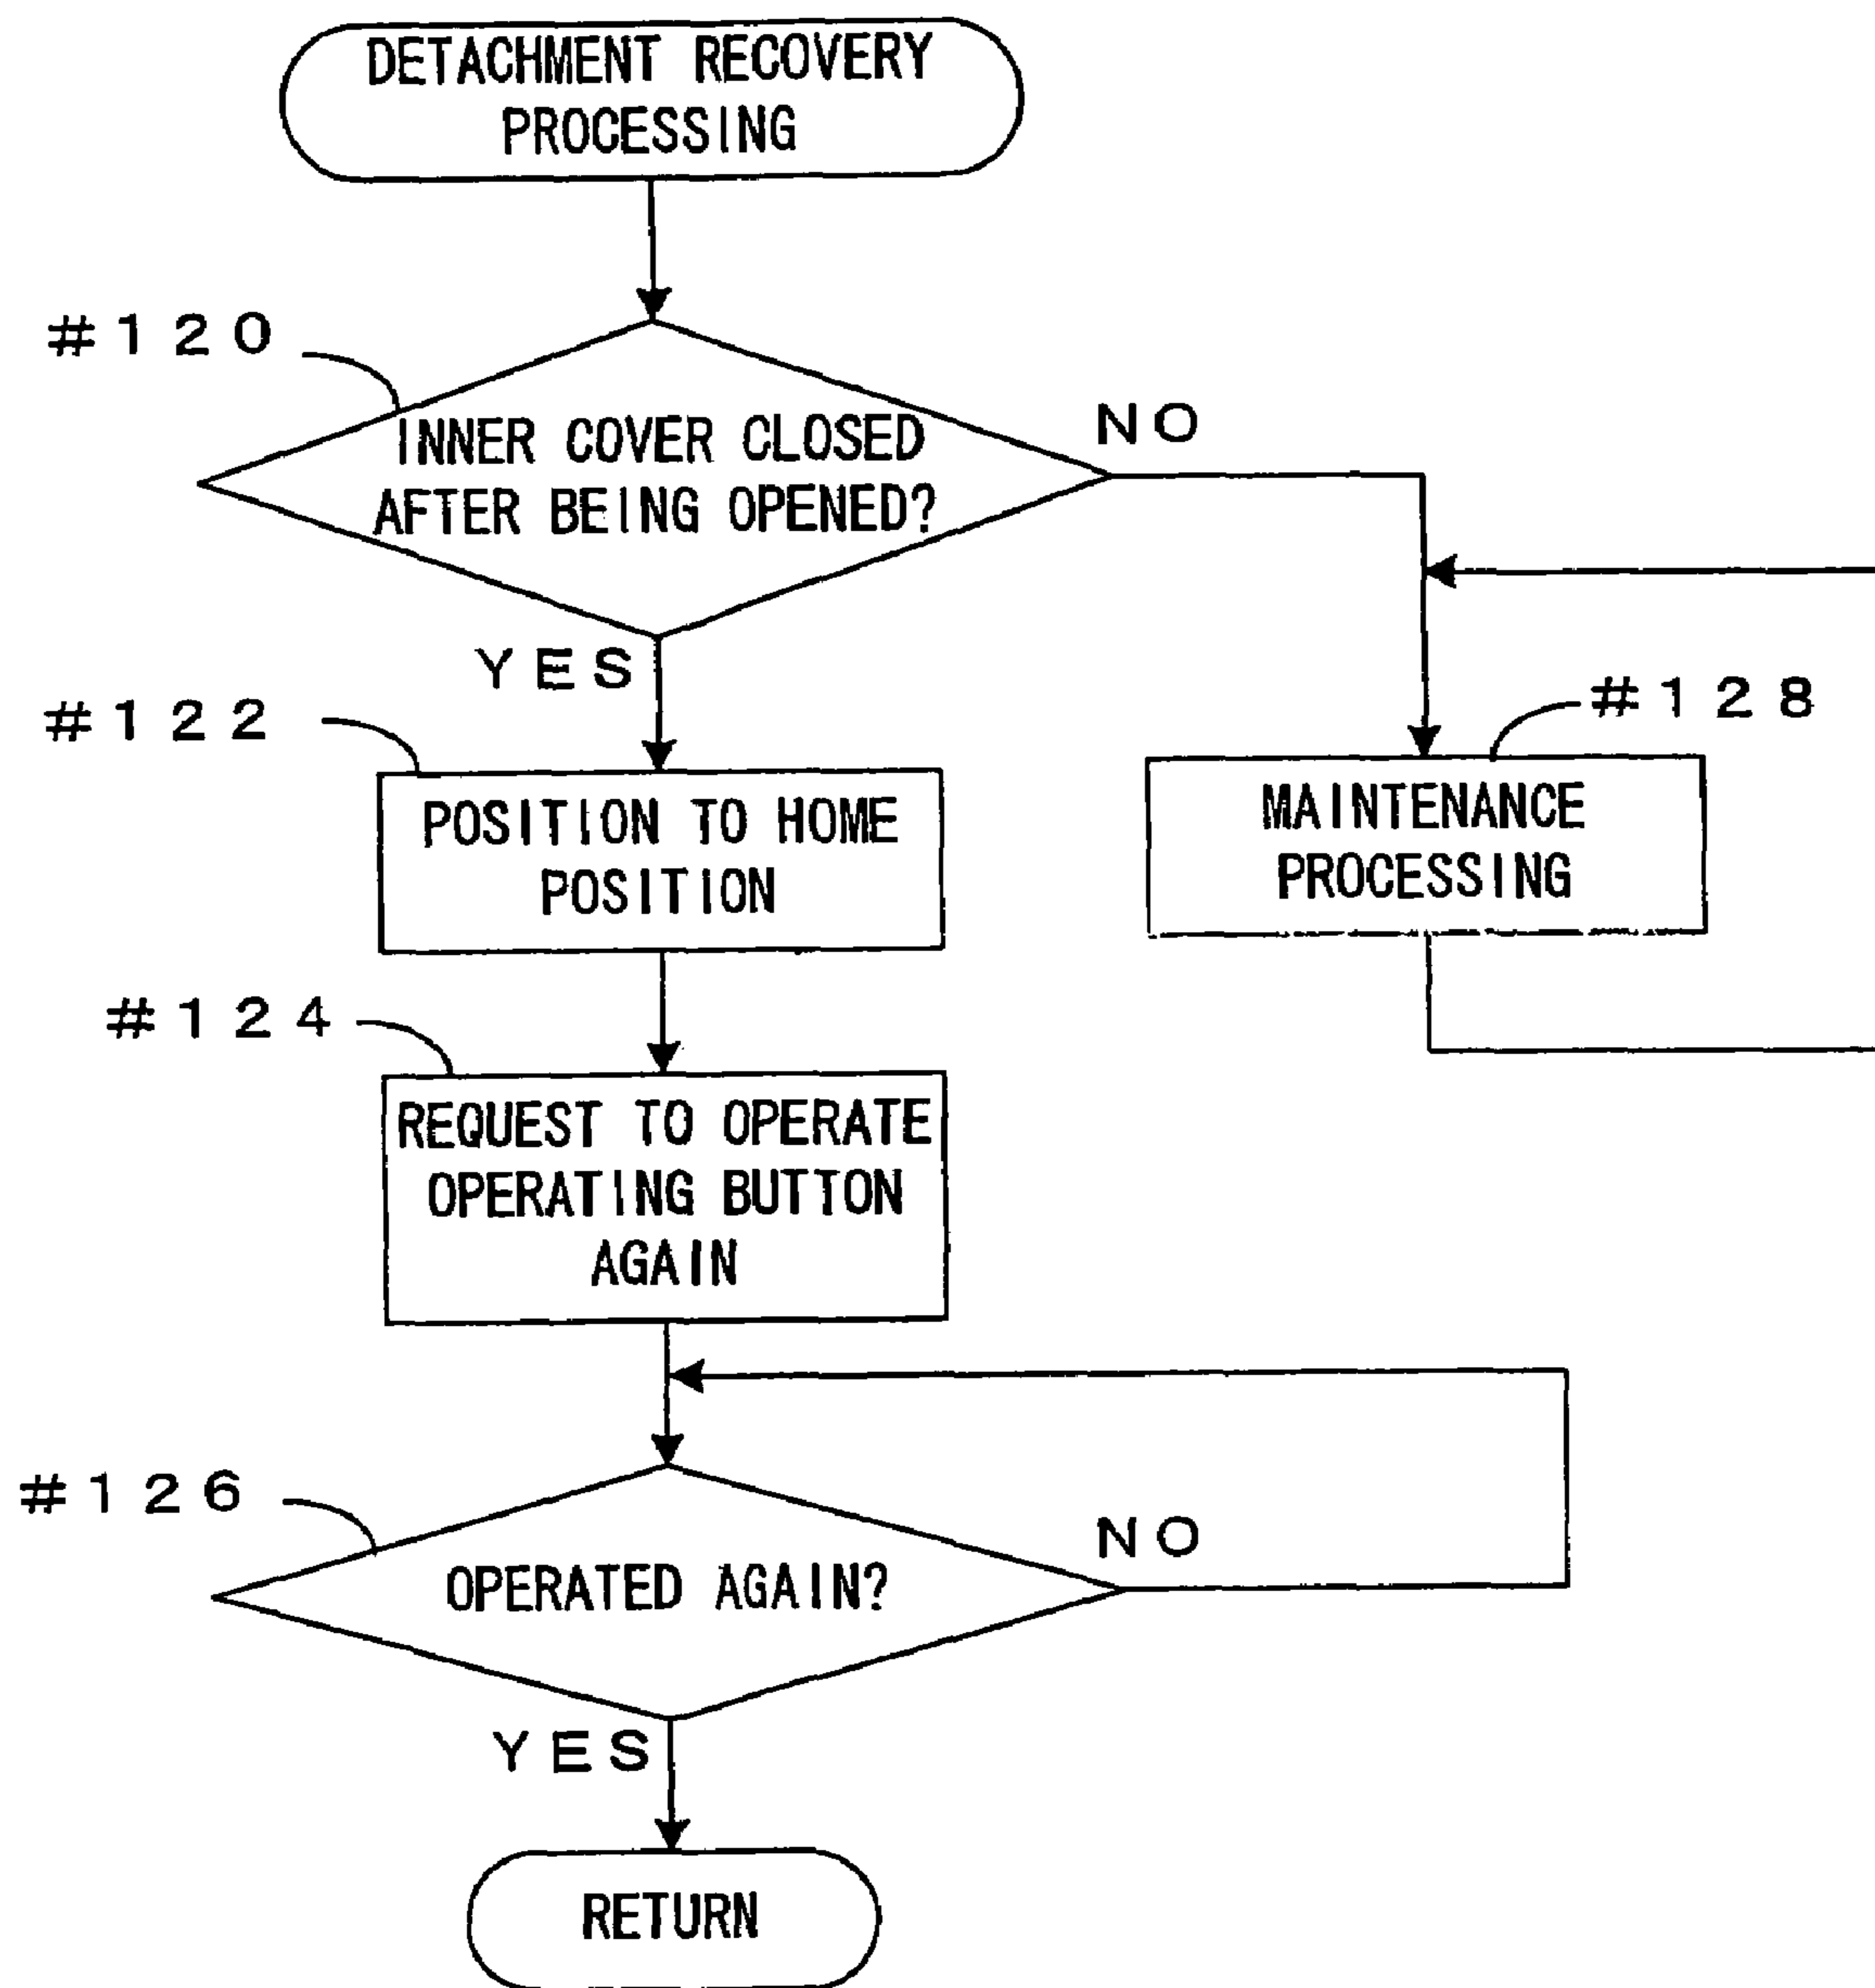 DETACHMENT RECOVERY
PROCESSING
#120
INNER COVER CLOSED
AFTER BEING OPENED?
NO
YES
#122
POSITION TO HOME
POSITION
#128
MAINTENANCE
PROCESSING
#124
REQUEST TO OPERATE
OPERATING BUTTON
AGAIN
#126
OPERATED AGAIN?
NO
YES
RETURN